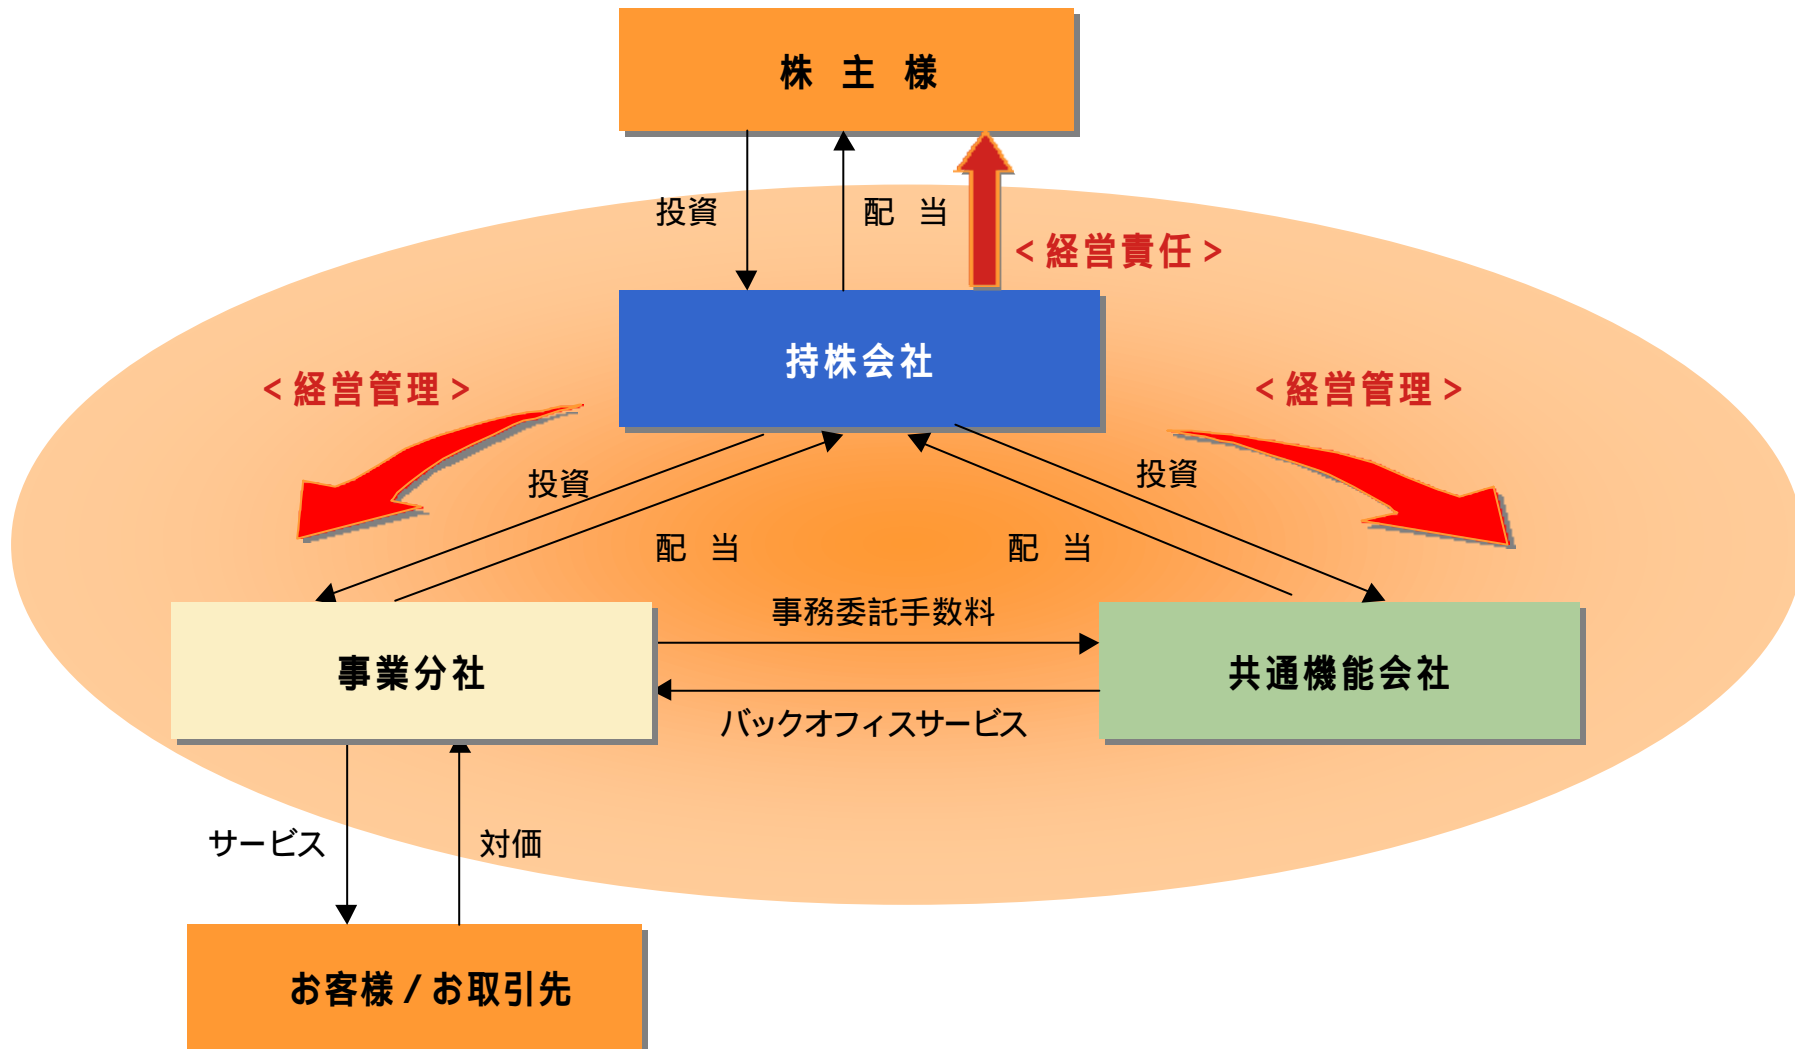 株 主 様
投資
配 当
＜経営責任＞
持株会社
＜経営管理＞
＜経営管理＞
投資
投資
配 当
配 当
事務委託手数料
事業分社
共通機能会社
バックオフィスサービス
サービス
対価
お客様／お取引先